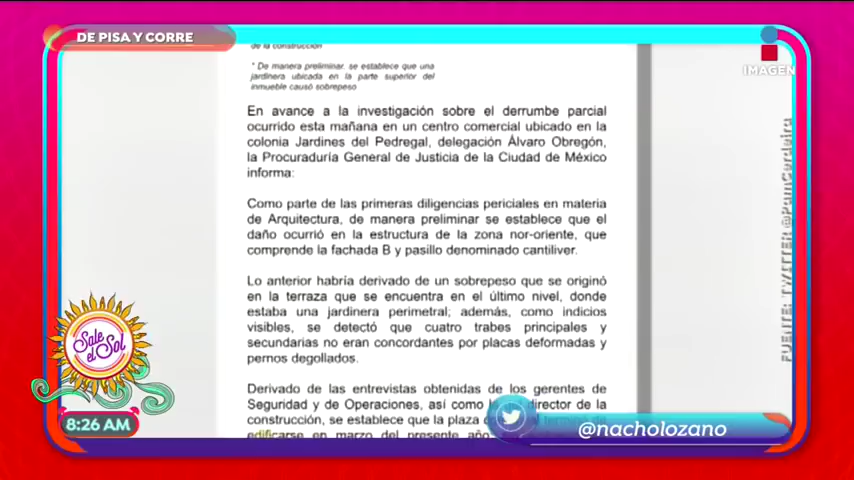 DE PISA Y CORRE
IMAGEN
de la construcción
* De manera preliminar, se establece que una
jardinera ubicada en la parte superior del
inmueble causó sobrepeso
En avance a la investigación sobre el derrumbe parcial
ocurrido esta mañana en un centro comercial ubicado en la
colonia Jardines del Pedregal, delegación Álvaro Obregón,
la Procuraduría General de Justicia de la Ciudad de México
informa:
Como parte de las primeras diligencias periciales en materia
de Arquitectura, de manera preliminar se establece que el
daño ocurrió en la estructura de la zona nor-oriente, que
comprende la fachada B y pasillo denominado cantiliver.
Lo anterior habría derivado de un sobrepeso que se originó
en la terraza que se encuentra en el último nivel, donde
estaba una jardinera perimetral; además, como indicios
visibles, se detectó que cuatro trabes principales y
secundarias no eran concordantes por placas deformadas y
pernos degollados.
Derivado de las entrevistas obtenidas de los gerentes de
Seguridad y de Operaciones, así como director de la
construcción, se establece que la plaza
edificarse en marzo del presente año
FUENTE: TWITTER @PamCerdeira
Sale el Sol
8:26 AM
@nacholozano